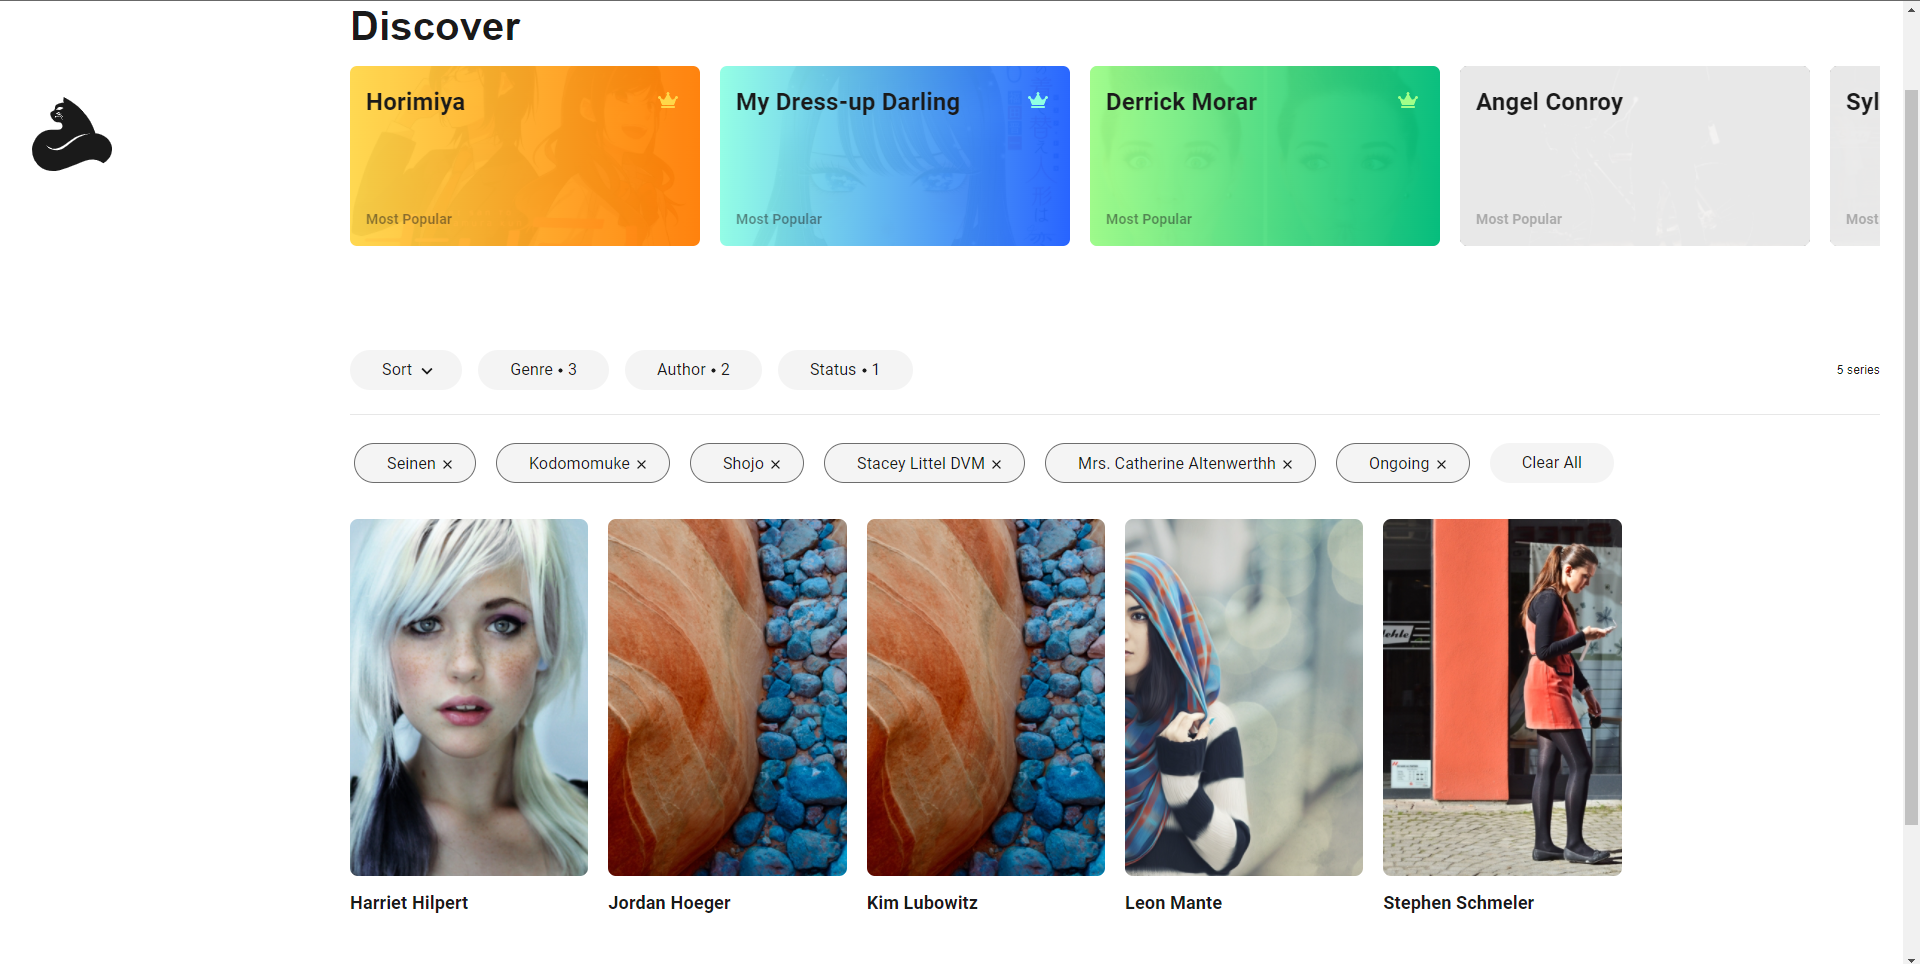 Discover
Horimiya
Most Popular
My Dress-up Darling
Most Popular
Derrick Morar
Most Popular
Angel Conroy
Most Popular
Syl
Most
Sort
Genre • 3
Author • 2
Status • 1
5 series
Seinen ×
Kodomomuke ×
Shojo ×
Stacey Littel DVM ×
Mrs. Catherine Altenwerthh ×
Ongoing ×
Clear All
Harriet Hilpert
Jordan Hoeger
Kim Lubowitz
Leon Mante
Stephen Schmeler